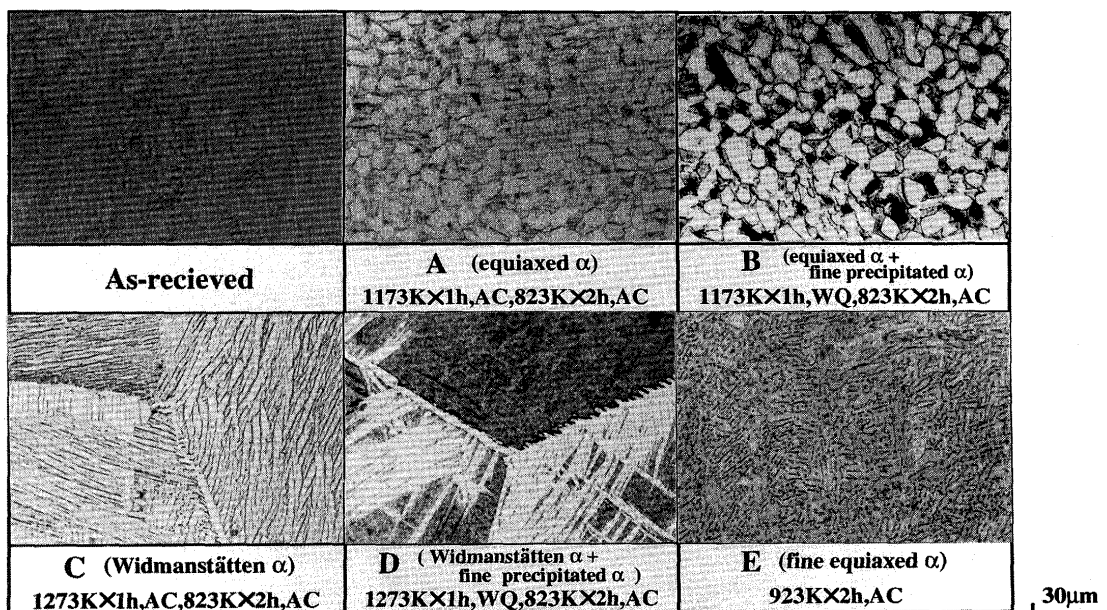 As-recieved
A (equiaxed α)
1173K×1h,AC,823K×2h,AC
B (equiaxed α +
fine precipitated α)
1173K×1h,WQ,823K×2h,AC
C (Widmanstätten α)
1273K×1h,AC,823K×2h,AC
D (Widmanstätten α +
fine precipitated α)
1273K×1h,WQ,823K×2h,AC
E (fine equiaxed α)
923K×2h,AC
30μm